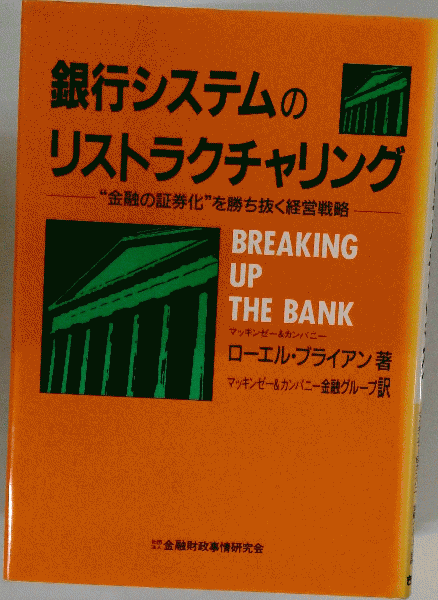 銀行システムの
リストラクチャリング
“金融の証券化”を勝ち抜く経営戦略
BREAKING
UP
THE BANK
マッキンゼー&カンパニー
ローエル・ブライアン著
マッキンゼー&カンパニー金融グループ訳
社団法人 金融財政事情研究会